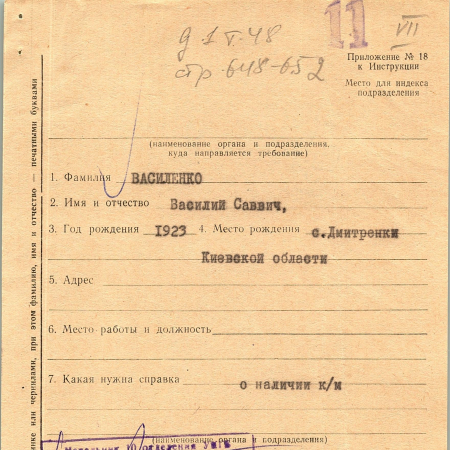 11
VII
д 1 т.48
стр 648-652
Приложение № 18
к Инструкции
Место для индекса
подразделения
(наименование органа и подразделения,
куда направляется требование)
1. Фамилия ВАСИЛЕНКО
2. Имя и отчество Василий Саввич,
3. Год рождения 1923 4. Место рождения с.Дмитренки
Киевской области
5. Адрес
6. Место работы и должность
7. Какая нужна справка о наличии к/м
(наименование органа и подразделения)
отделения
чернилами, при этом фамилию, имя и отчество — печатными буквами